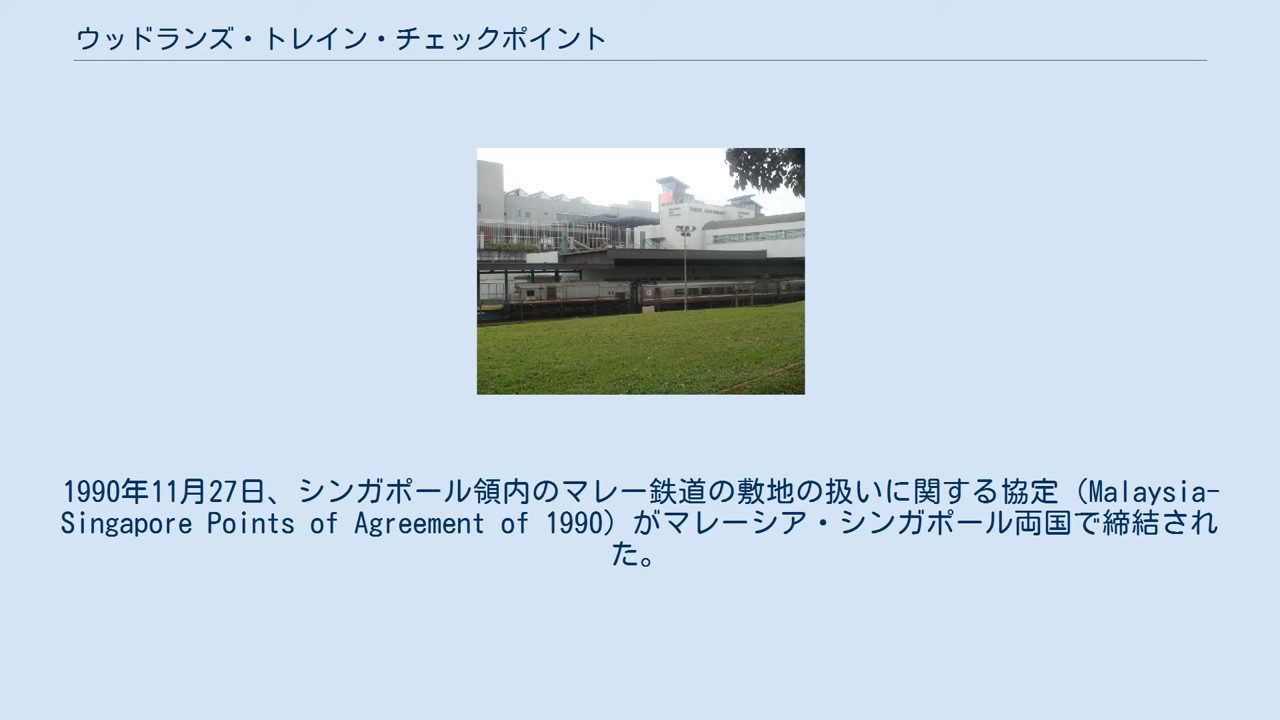 ウッドランズ・トレイン・チェックポイント
1990年11月27日、シンガポール領内のマレー鉄道の敷地の扱いに関する協定（Malaysia-
Singapore Points of Agreement of 1990）がマレーシア・シンガポール両国で締結され
た。